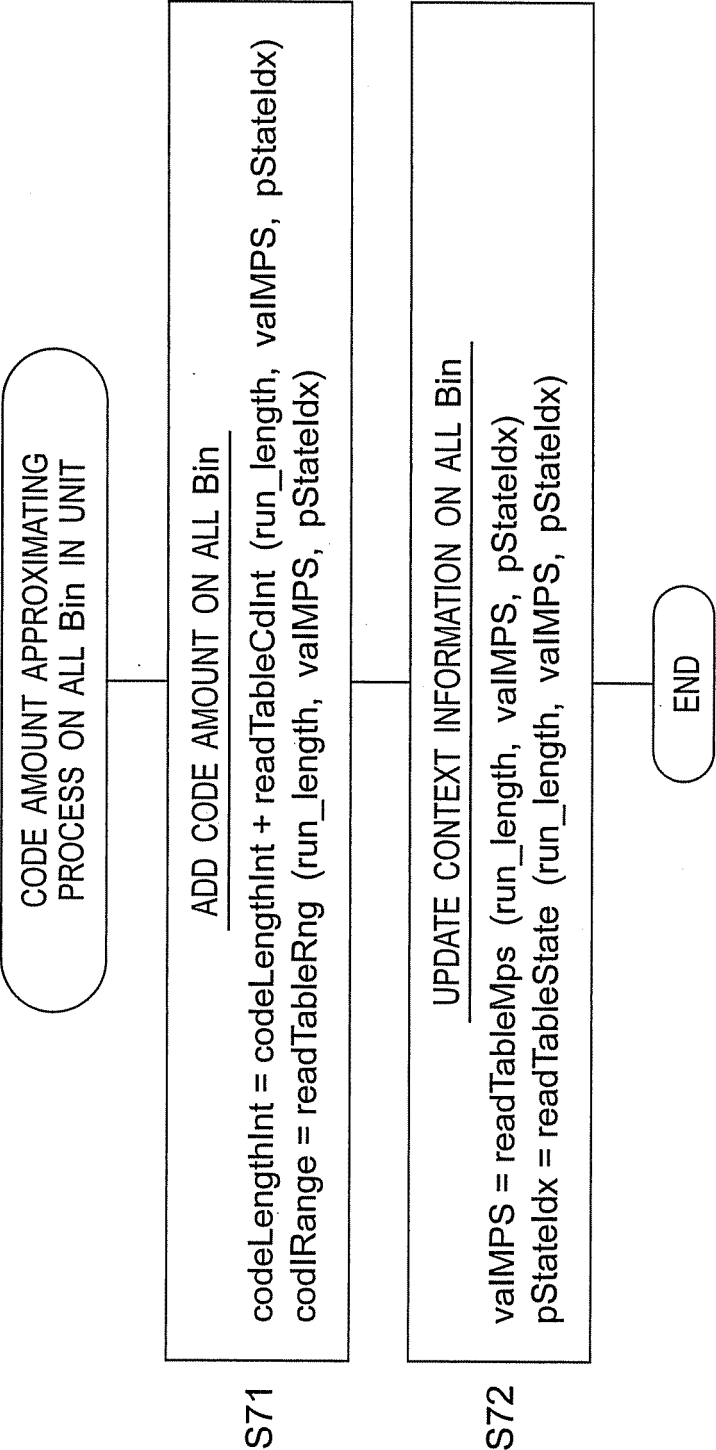 CODE AMOUNT APPROXIMATING
PROCESS ON ALL Bin IN UNIT
S71
ADD CODE AMOUNT ON ALL Bin
codeLengthInt = codeLengthInt + readTableCdInt (run_length, valMPS, pStateIdx)
codIRange = readTableRng (run_length, valMPS, pStateIdx)
S72
UPDATE CONTEXT INFORMATION ON ALL Bin
valMPS = readTableMps (run_length, valMPS, pStateIdx)
pStateIdx = readTableState (run_length, valMPS, pStateIdx)
END